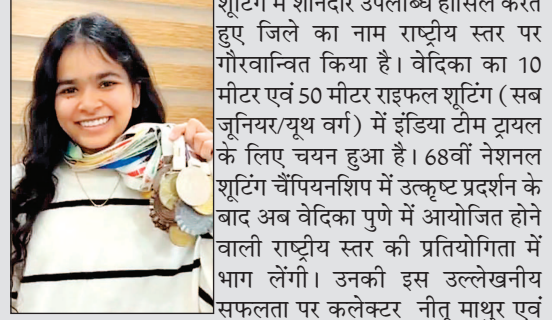 शूटिंग में शानदार उपलब्धि हासिल करते
हुए जिले का नाम राष्ट्रीय स्तर पर
गौरवान्वित किया है। वेदिका का 10
मीटर एवं 50 मीटर राइफल शूटिंग (सब
जूनियर/यूथ वर्ग) में इंडिया टीम ट्रायल
के लिए चयन हुआ है। 68वीं नेशनल
शूटिंग चैंपियनशिप में उत्कृष्ट प्रदर्शन के
बाद अब वेदिका पुणे में आयोजित होने
वाली राष्ट्रीय स्तर की प्रतियोगिता में
भाग लेंगी। उनकी इस उल्लेखनीय
सफलता पर कलेक्टर नीतू माथुर एवं